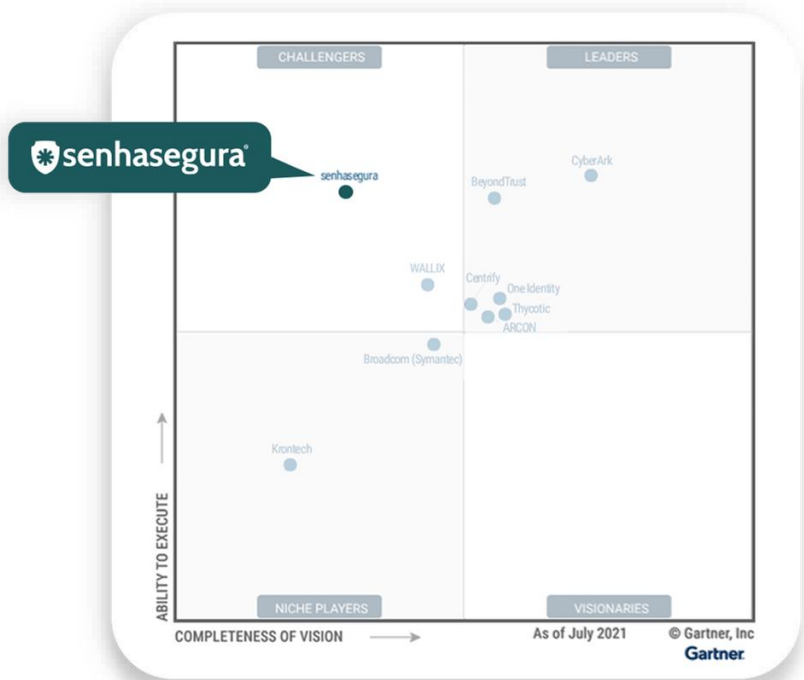 CHALLENGERS
LEADERS
senhasegura®
senhasegura
CyberArk
BeyondTrust
WALLIX
Centrify
One Identity
Thycotic
ARCON
Broadcom (Symantec)
Krontech
ABILITY TO EXECUTE
NICHE PLAYERS
VISIONARIES
COMPLETENESS OF VISION
As of July 2021
© Gartner, Inc
Gartner